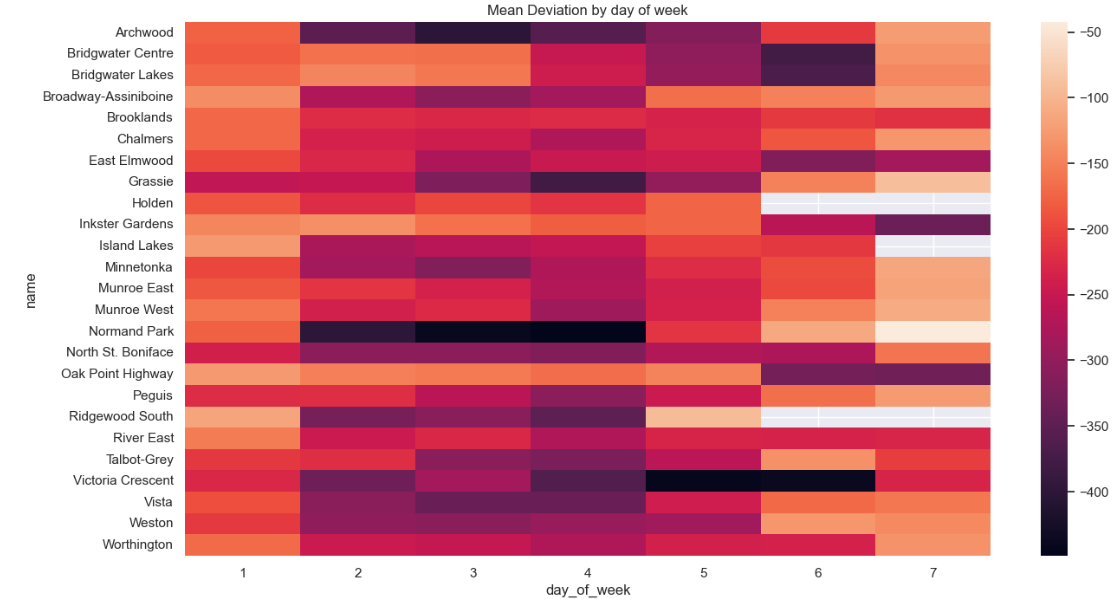 Mean Deviation by day of week
name
Archwood
Bridgwater Centre
Bridgwater Lakes
Broadway-Assiniboine
Brooklands
Chalmers
East Elmwood
Grassie
Holden
Inkster Gardens
Island Lakes
Minnetonka
Munroe East
Munroe West
Normand Park
North St. Boniface
Oak Point Highway
Peguis
Ridgewood South
River East
Talbot-Grey
Victoria Crescent
Vista
Weston
Worthington
1 2 3 4 5 6 7
day_of_week
−50
−100
−150
−200
−250
−300
−350
−400